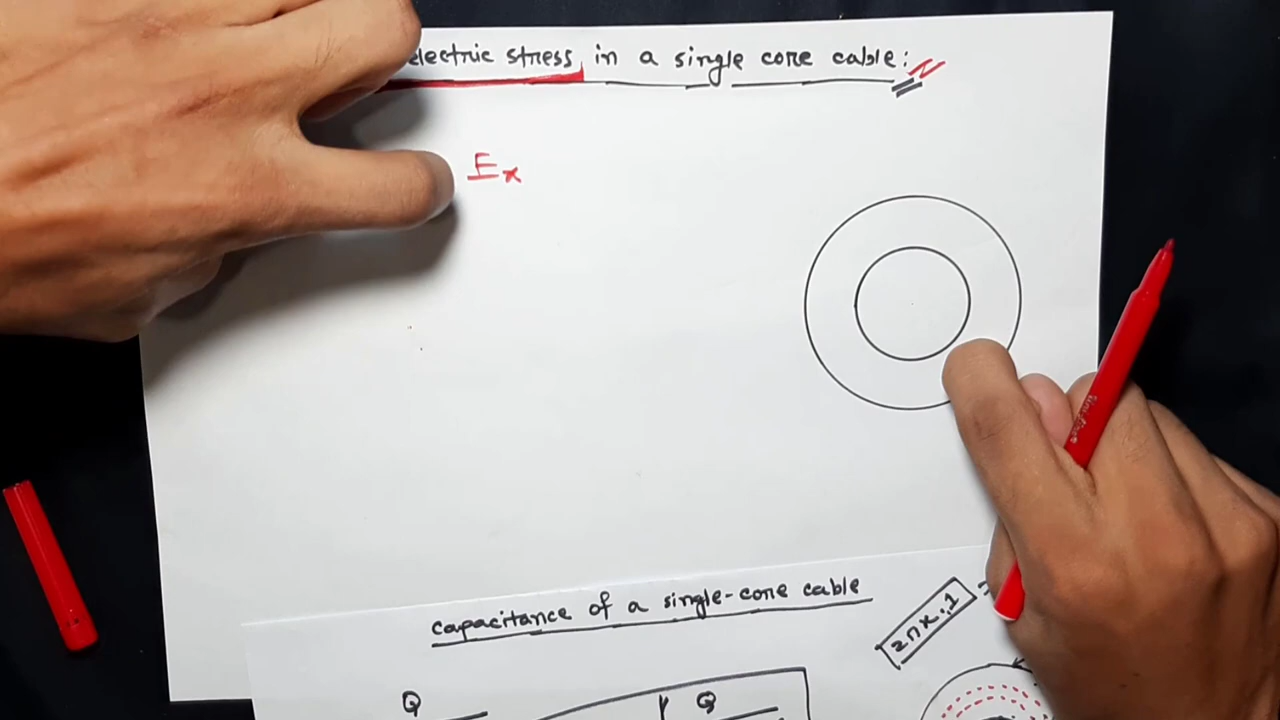 electric stress in a single core cable:
Ex
capacitance of a single-core cable
2πx.1
Q
Q